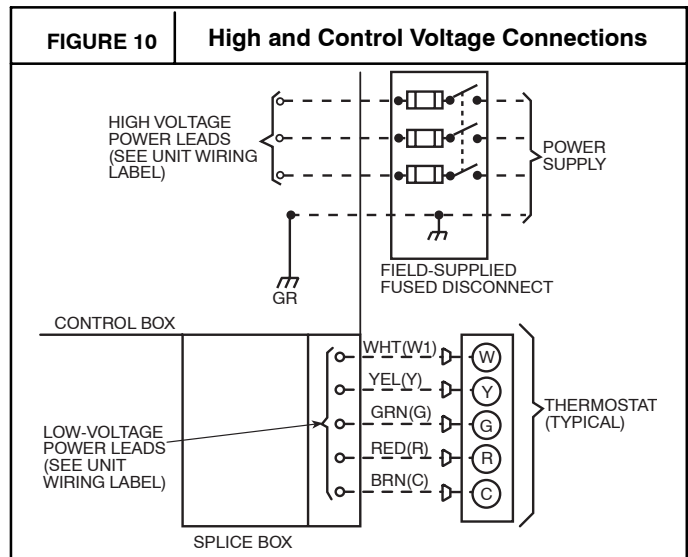 FIGURE 10
High and Control Voltage Connections
HIGH VOLTAGE
POWER LEADS
(SEE UNIT WIRING
LABEL)
POWER
SUPPLY
GR
FIELD-SUPPLIED
FUSED DISCONNECT
CONTROL BOX
WHT(W1)
W
YEL(Y)
Y
GRN(G)
G
RED(R)
R
BRN(C)
C
THERMOSTAT
(TYPICAL)
LOW-VOLTAGE
POWER LEADS
(SEE UNIT
WIRING LABEL)
SPLICE BOX